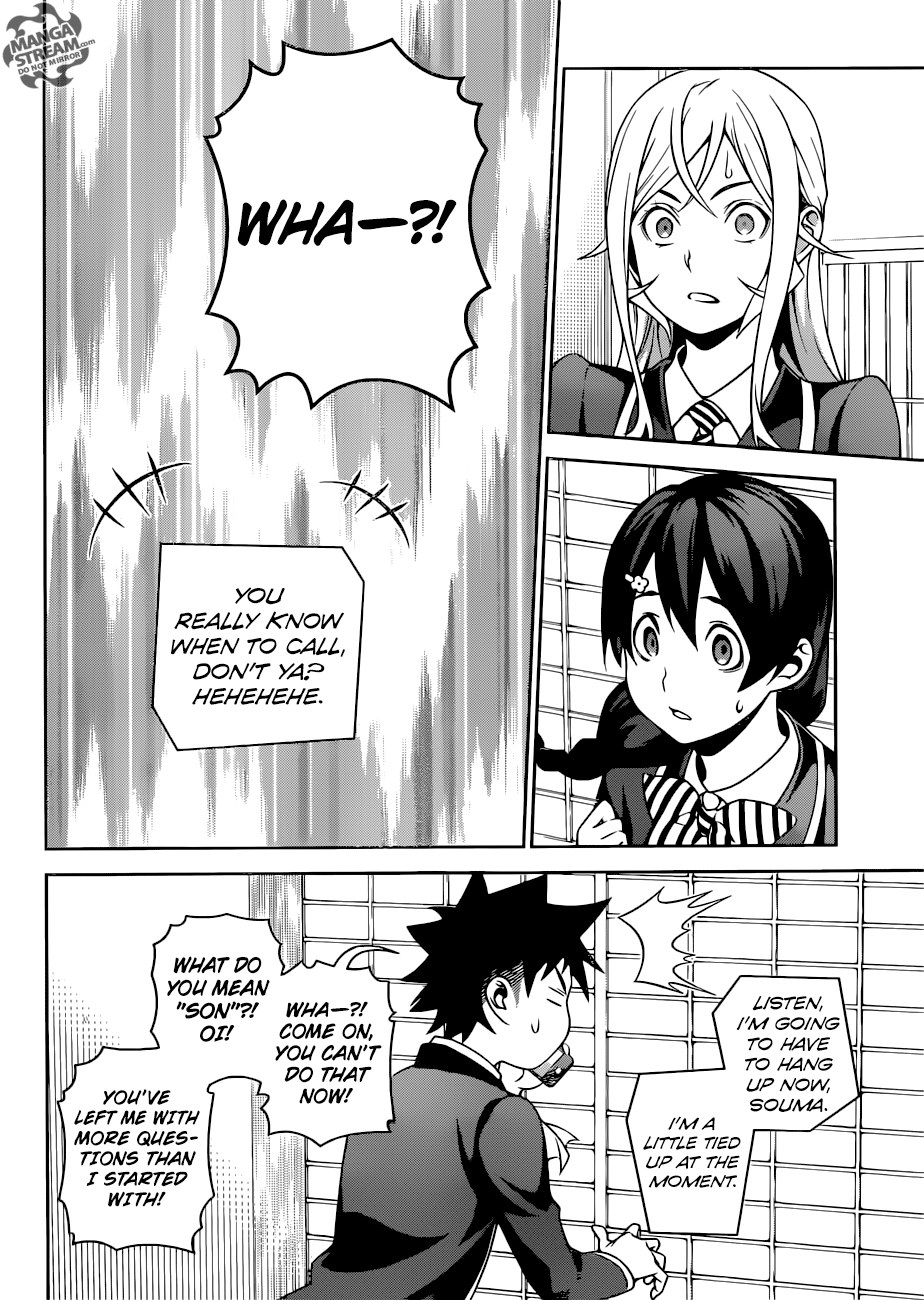 MANGA
STREAM.com
DO NOT MIRROR
WHA—?!
YOU
REALLY KNOW
WHEN TO CALL,
DON'T YA?
HEHEHEHE.
LISTEN,
I'M GOING
TO HAVE
TO HANG
UP NOW,
SOUMA.
I'M A
LITTLE TIED
UP AT THE
MOMENT.
WHA—?!
COME ON,
YOU CAN'T
DO THAT
NOW!
WHAT DO
YOU MEAN
"SON"?!
OI!
YOU'VE
LEFT ME WITH
MORE QUES-
TIONS THAN
I STARTED
WITH!